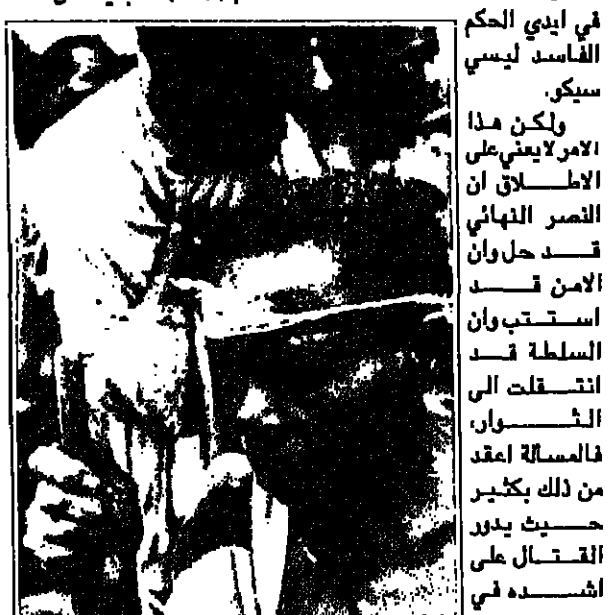 في ايدي الحكم
الفاسد ليسي
سيكو.
ولكن هذا
الامر لايعني على
الاطلاق ان
النصر النهائي
قد حل وان
الامن قد
استتب وان
السلطة قد
انتقلت الى
الثوار،
فالمسالة اعقد
من ذلك بكثير
حيث يدور
القتال على
اشده في